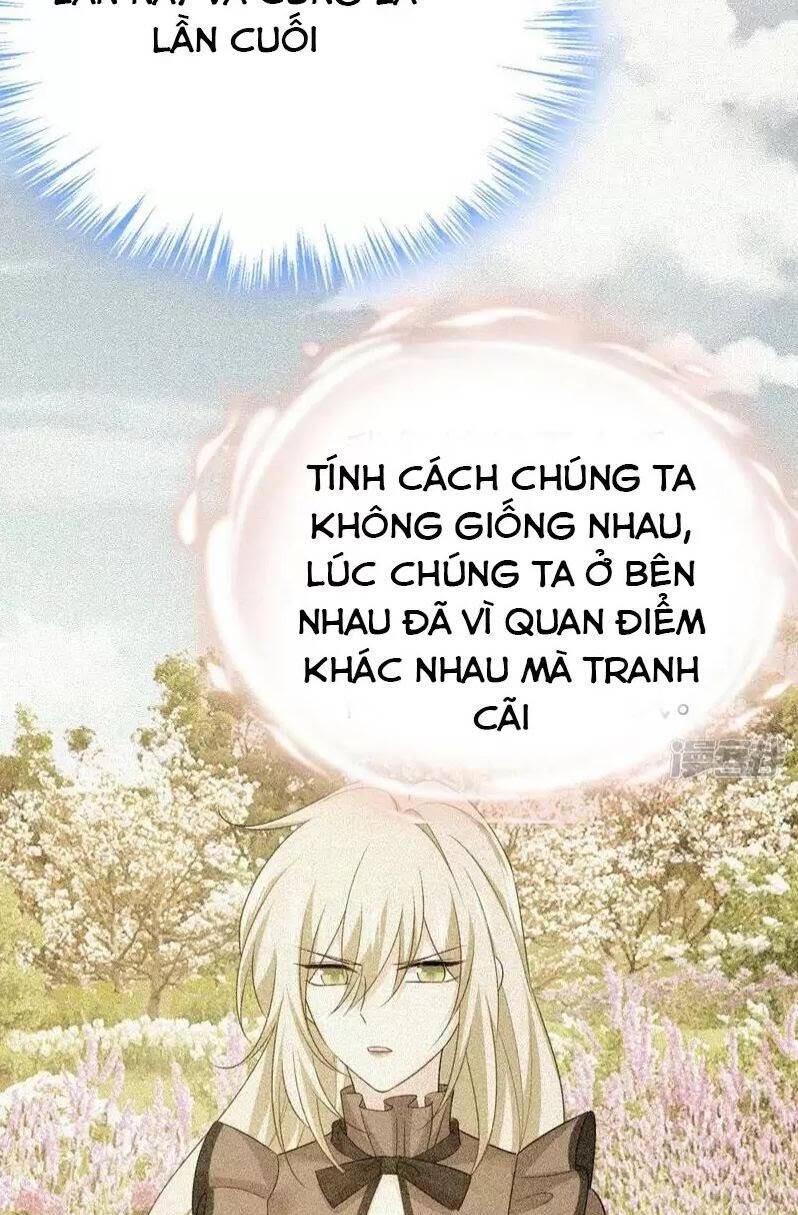 LẦN CUỐI
TÍNH CÁCH CHÚNG TA
KHÔNG GIỐNG NHAU,
LÚC CHÚNG TA Ở BÊN
NHAU ĐÃ VÌ QUAN ĐIỂM
KHÁC NHAU MÀ TRANH
CÃI